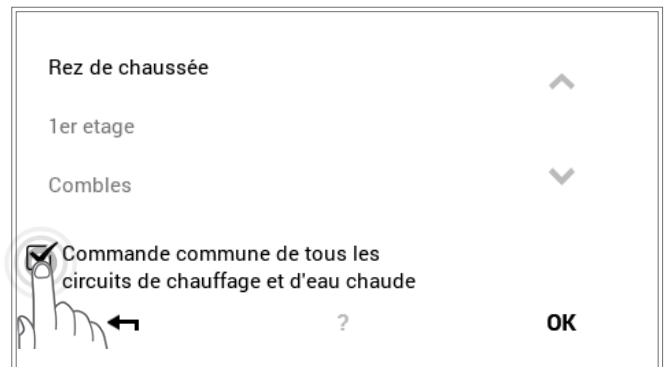 Rez de chaussée
1er etage
Combles
Commande commune de tous les
circuits de chauffage et d'eau chaude
? OK